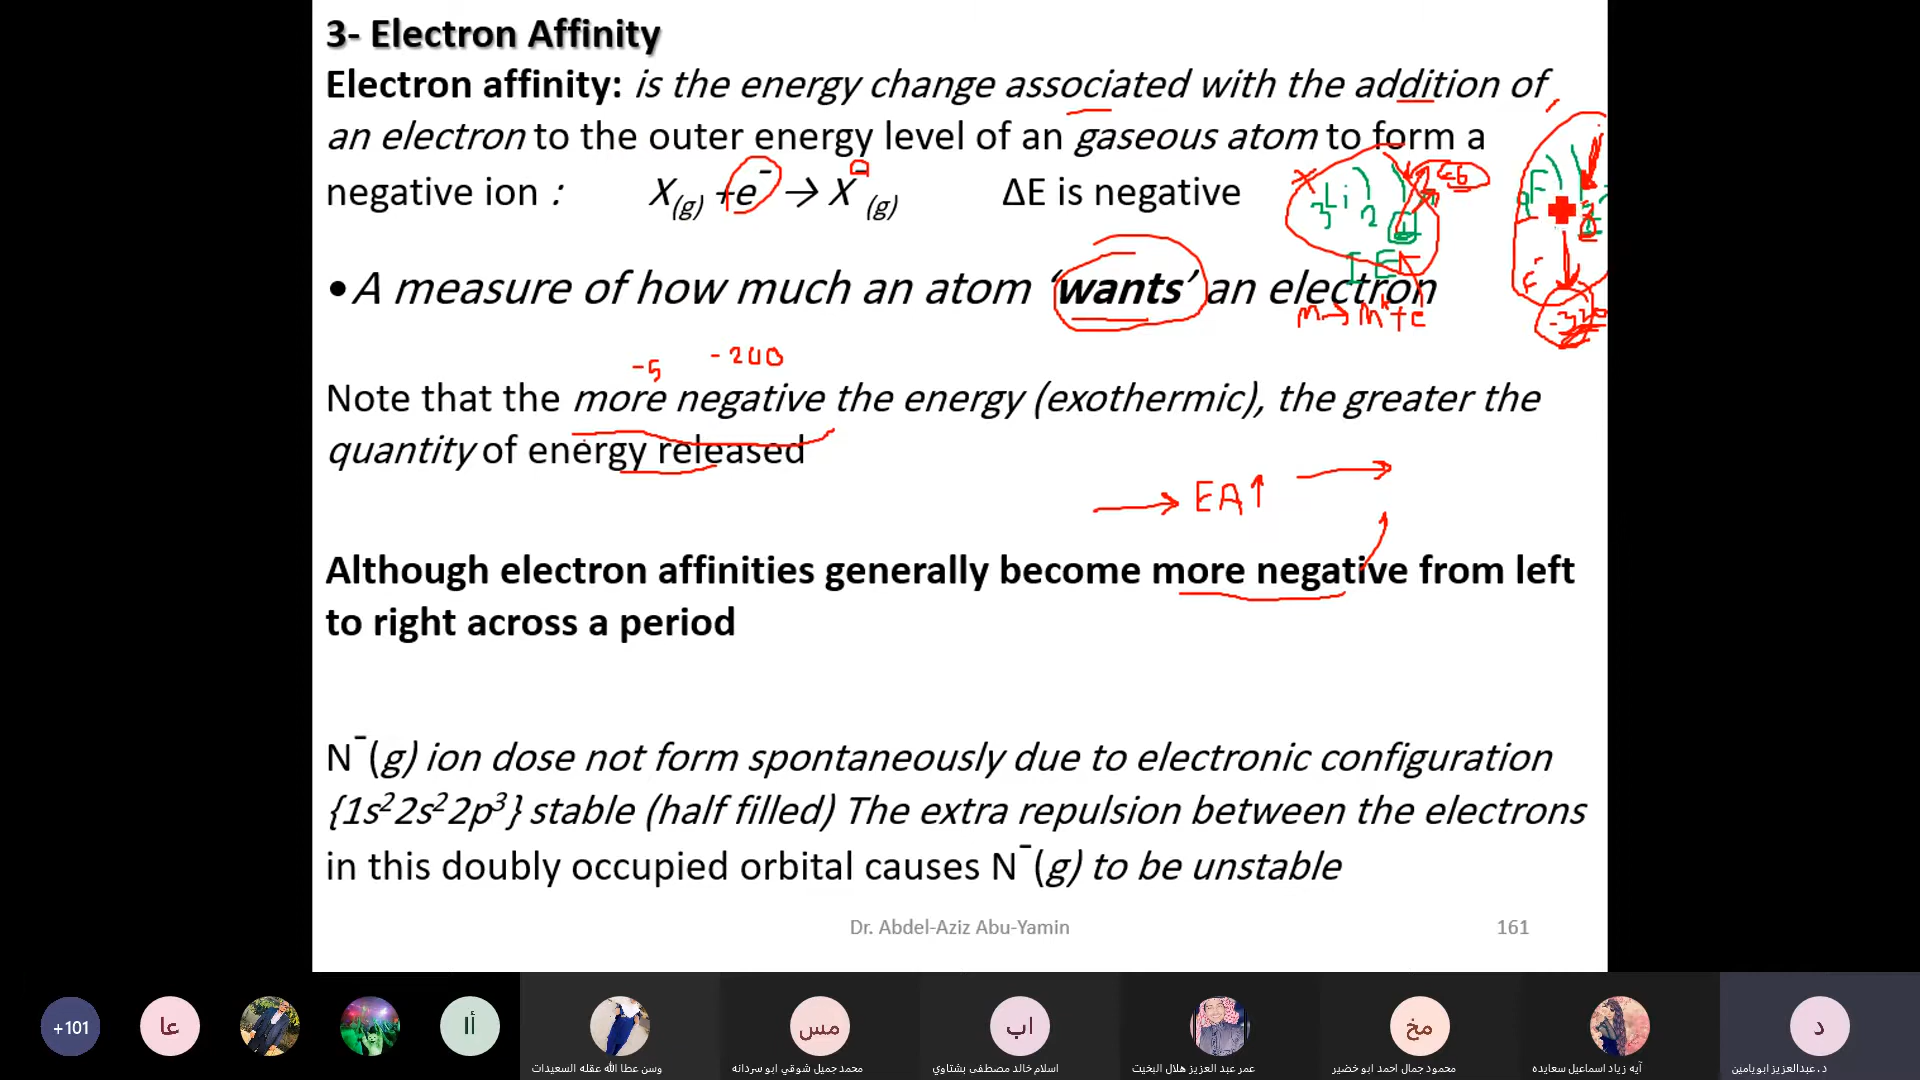 3- Electron Affinity
Electron affinity: is the energy change associated with the addition of
an electron to the outer energy level of an gaseous atom to form a
negative ion : X(g) +e⁻ → X⁻(g) ΔE is negative
3Li ) 2 )
I E
M → M⁺ + e
•A measure of how much an atom ‘wants’ an electron
-5 -200
Note that the more negative the energy (exothermic), the greater the
quantity of energy released
→ EA↑ →
Although electron affinities generally become more negative from left
to right across a period
N⁻(g) ion dose not form spontaneously due to electronic configuration
{1s²2s²2p³} stable (half filled) The extra repulsion between the electrons
in this doubly occupied orbital causes N⁻(g) to be unstable
Dr. Abdel-Aziz Abu-Yamin 161
+101 عا أأ مس اب مخ د
وسن عطا الله عقله السعيدات
محمد جميل شوقي ابو سردانه
اسلام خالد مصطفى بشتاوي
عمر عبد العزيز هلال البخيت
محمود جمال احمد ابو خضير
آيه زياد اسماعيل سعايده
د. عبدالعزيز ابويامين